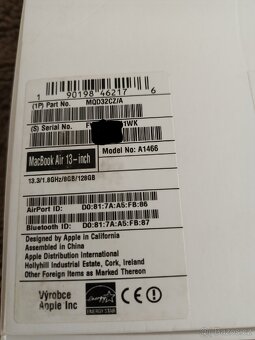 1 90198 46217 6
(1P) Part No. MQD32CZ/A
(S) Serial No. 1WK
MacBook Air 13-inch
Model No: A1466
13.3/1.8GHz/8GB/128GB
AirPort ID: D0:81:7A:A5:FB:86
Bluetooth ID: D0:81:7A:A5:FB:87
Designed by Apple in California
Assembled in China
Apple Distribution International
Hollyhill Industrial Estate, Cork, Ireland
Other Foreign Items as Marked Thereon
Výrobce
Apple Inc
ENERGY STAR
CE